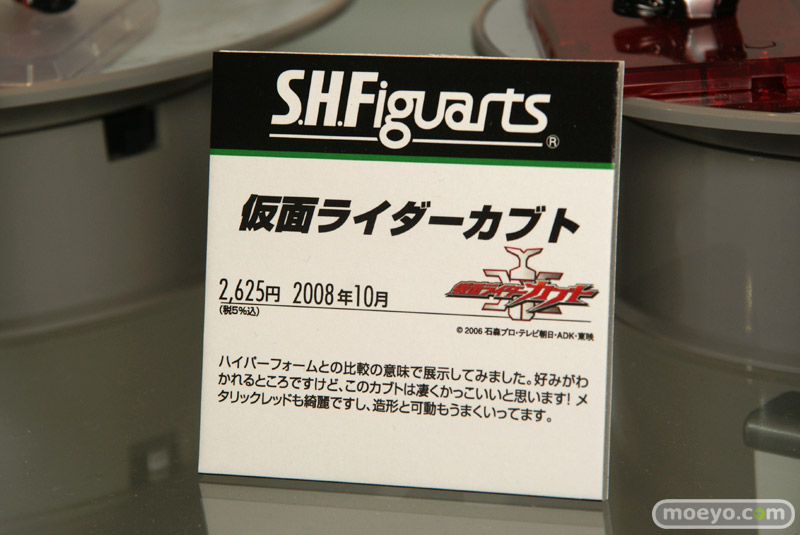 S.H.Figuarts®
仮面ライダーカブト
2,625円 2008年10月
(税5%込)
仮面ライダーカブト
© 2006 石森プロ・テレビ朝日・ADK・東映
ハイパーフォームとの比較の意味で展示してみました。好みがわ
かれるところですけど、このカブトは凄くかっこいいと思います！メ
タリックレッドも綺麗ですし、造形と可動もうまくいってます。
moeyo.com